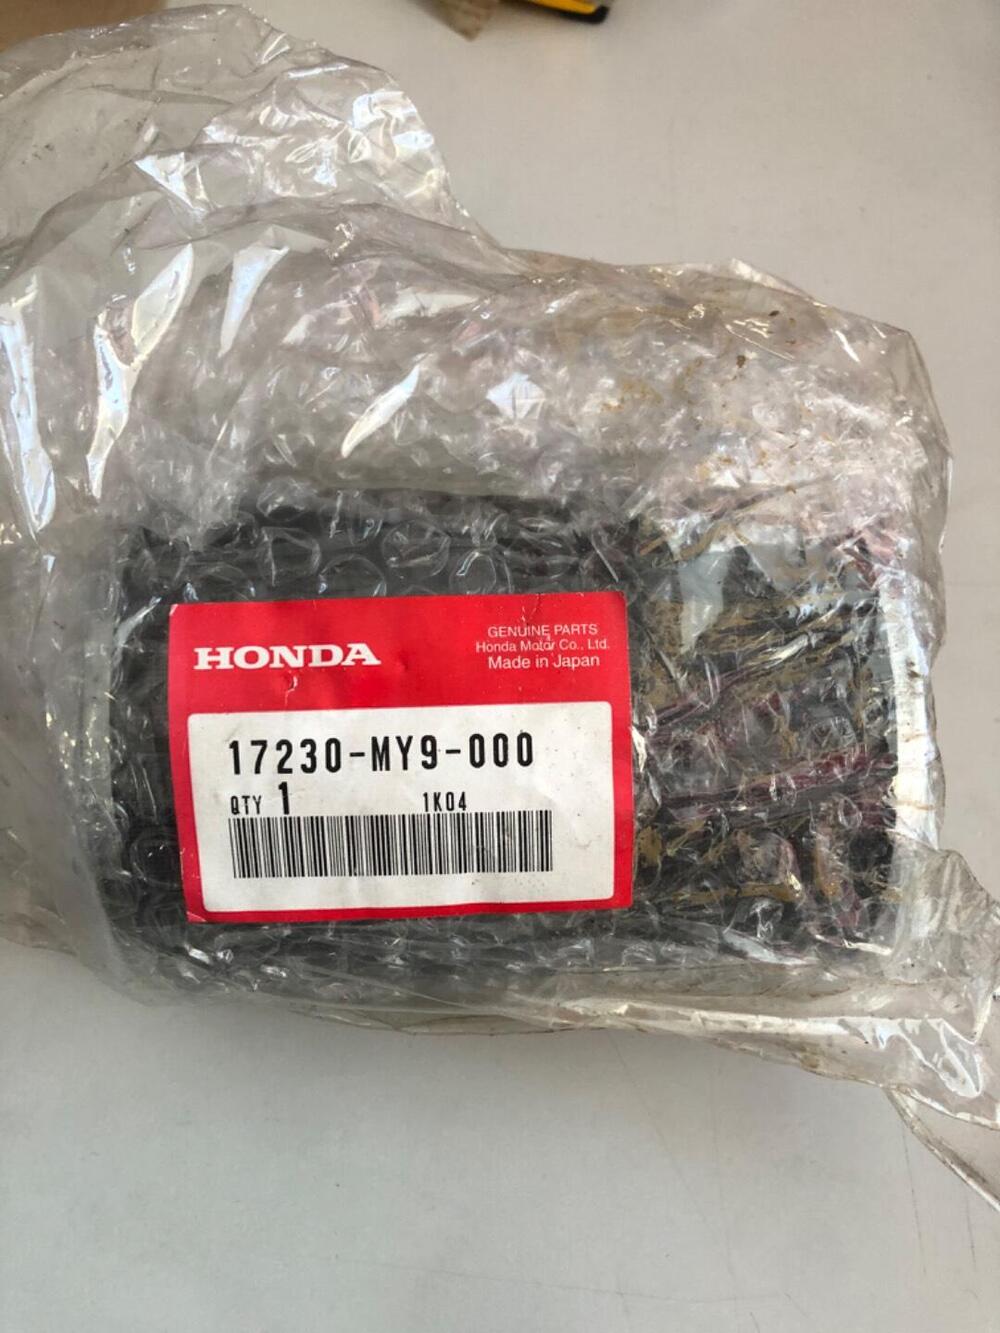 HONDA
GENUINE PARTS
Honda Motor Co., Ltd.
Made in Japan
17230-MY9-000
QTY 1 1K04